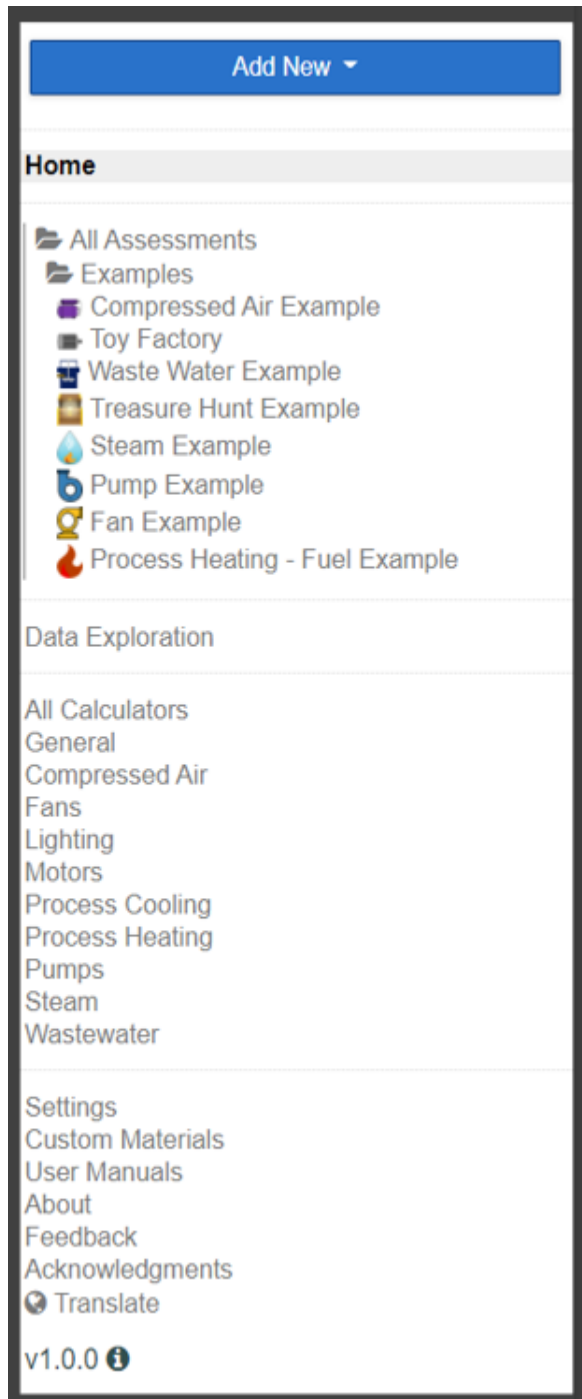 Add New
Home
All Assessments
Examples
Compressed Air Example
Toy Factory
Waste Water Example
Treasure Hunt Example
Steam Example
Pump Example
Fan Example
Process Heating - Fuel Example
Data Exploration
All Calculators
General
Compressed Air
Fans
Lighting
Motors
Process Cooling
Process Heating
Pumps
Steam
Wastewater
Settings
Custom Materials
User Manuals
About
Feedback
Acknowledgments
Translate
v1.0.0